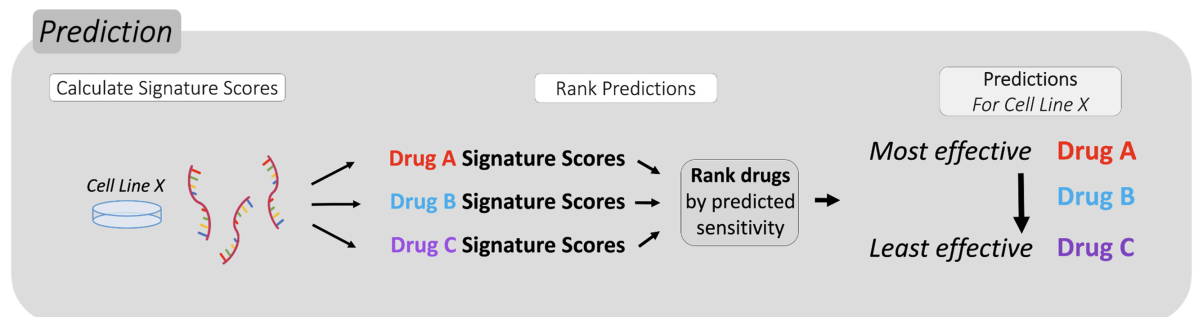 Prediction
Calculate Signature Scores
Rank Predictions
Predictions
For Cell Line X
Cell Line X
Drug A Signature Scores
Drug B Signature Scores
Drug C Signature Scores
Rank drugs
by predicted
sensitivity
Most effective Drug A
Drug B
Least effective Drug C